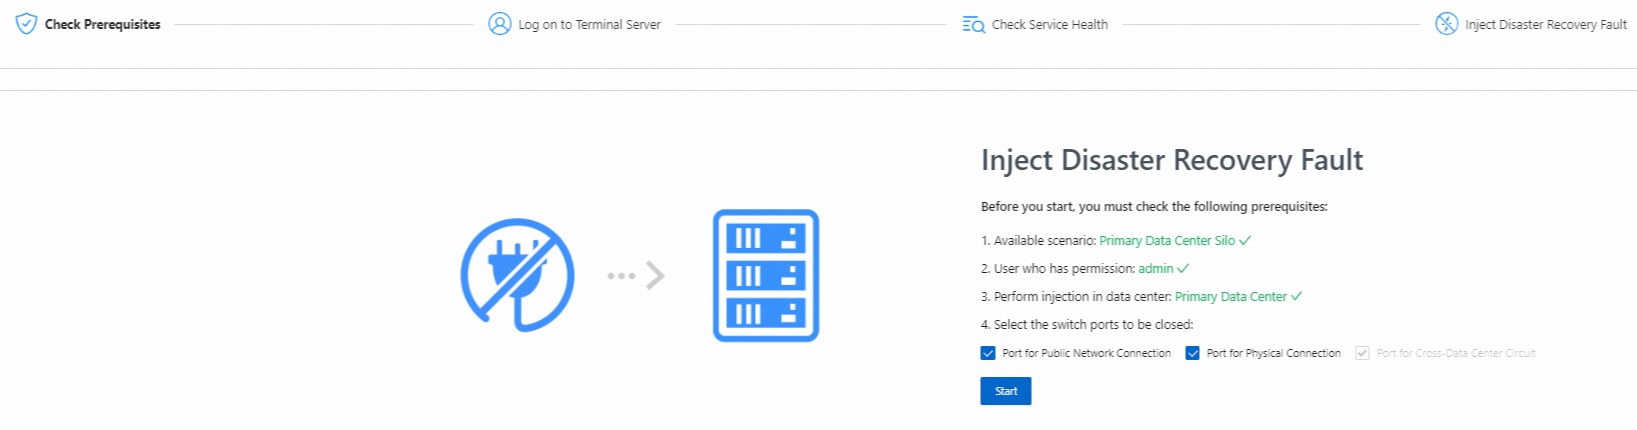 Check Prerequisites
Log on to Terminal Server
Check Service Health
Inject Disaster Recovery Fault
Inject Disaster Recovery Fault
Before you start, you must check the following prerequisites:
1. Available scenario: Primary Data Center Silo
2. User who has permission: admin
3. Perform injection in data center: Primary Data Center
4. Select the switch ports to be closed:
Port for Public Network Connection Port for Physical Connection Port for Cross-Data Center Circuit
Start